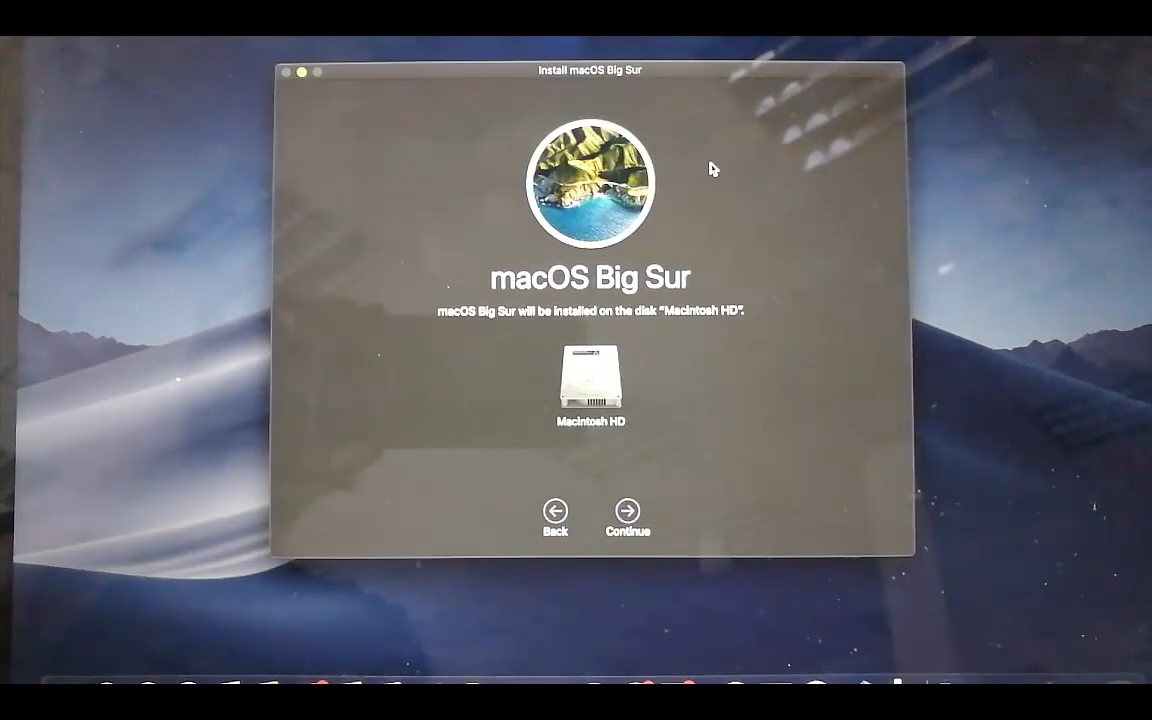 Install macOS Big Sur
macOS Big Sur
macOS Big Sur will be installed on the disk “Macintosh HD”.
Macintosh HD
Back
Continue